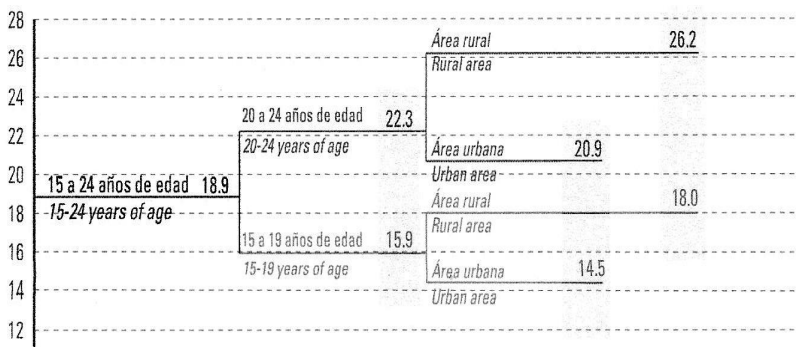 28
Área rural 26.2
26
Rural area
24
20 a 24 años de edad 22.3
22
20-24 years of age
Área urbana 20.9
20
Urban area
15 a 24 años de edad 18.9
Área rural 18.0
15-24 years of age
18
Rural area
15 a 19 años de edad 15.9
16
15-19 years of age
Área urbana 14.5
14
Urban area
12